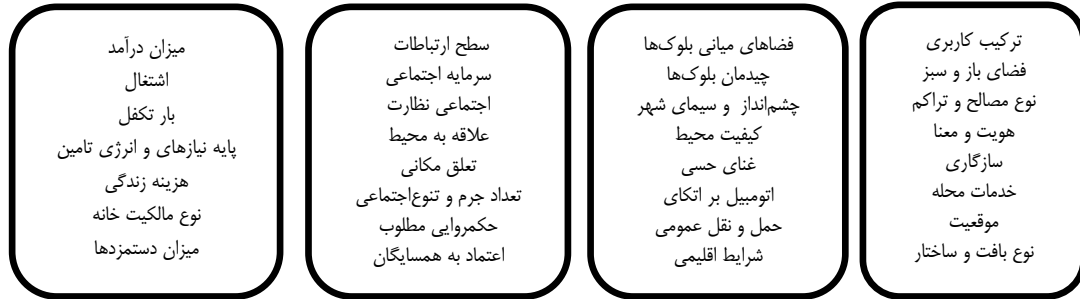 ترکیب کاربری
فضای باز و سبز
نوع مصالح و تراکم
هویت و معنا
سازگاری
خدمات محله
موقعیت
نوع بافت و ساختار
فضاهای میانی بلوک‌ها
چیدمان بلوک‌ها
چشم‌انداز و سیمای شهر
کیفیت محیط
غنای حسی
اتومبیل بر اتکای
حمل و نقل عمومی
شرایط اقلیمی
سطح ارتباطات
سرمایه اجتماعی
اجتماعی نظارت
علاقه به محیط
تعلق مکانی
تعداد جرم و تنوع‌اجتماعی
حکمروایی مطلوب
اعتماد به همسایگان
میزان درآمد
اشتغال
بار تکفل
پایه نیازهای و انرژی تامین
هزینه زندگی
نوع مالکیت خانه
میزان دستمزدها